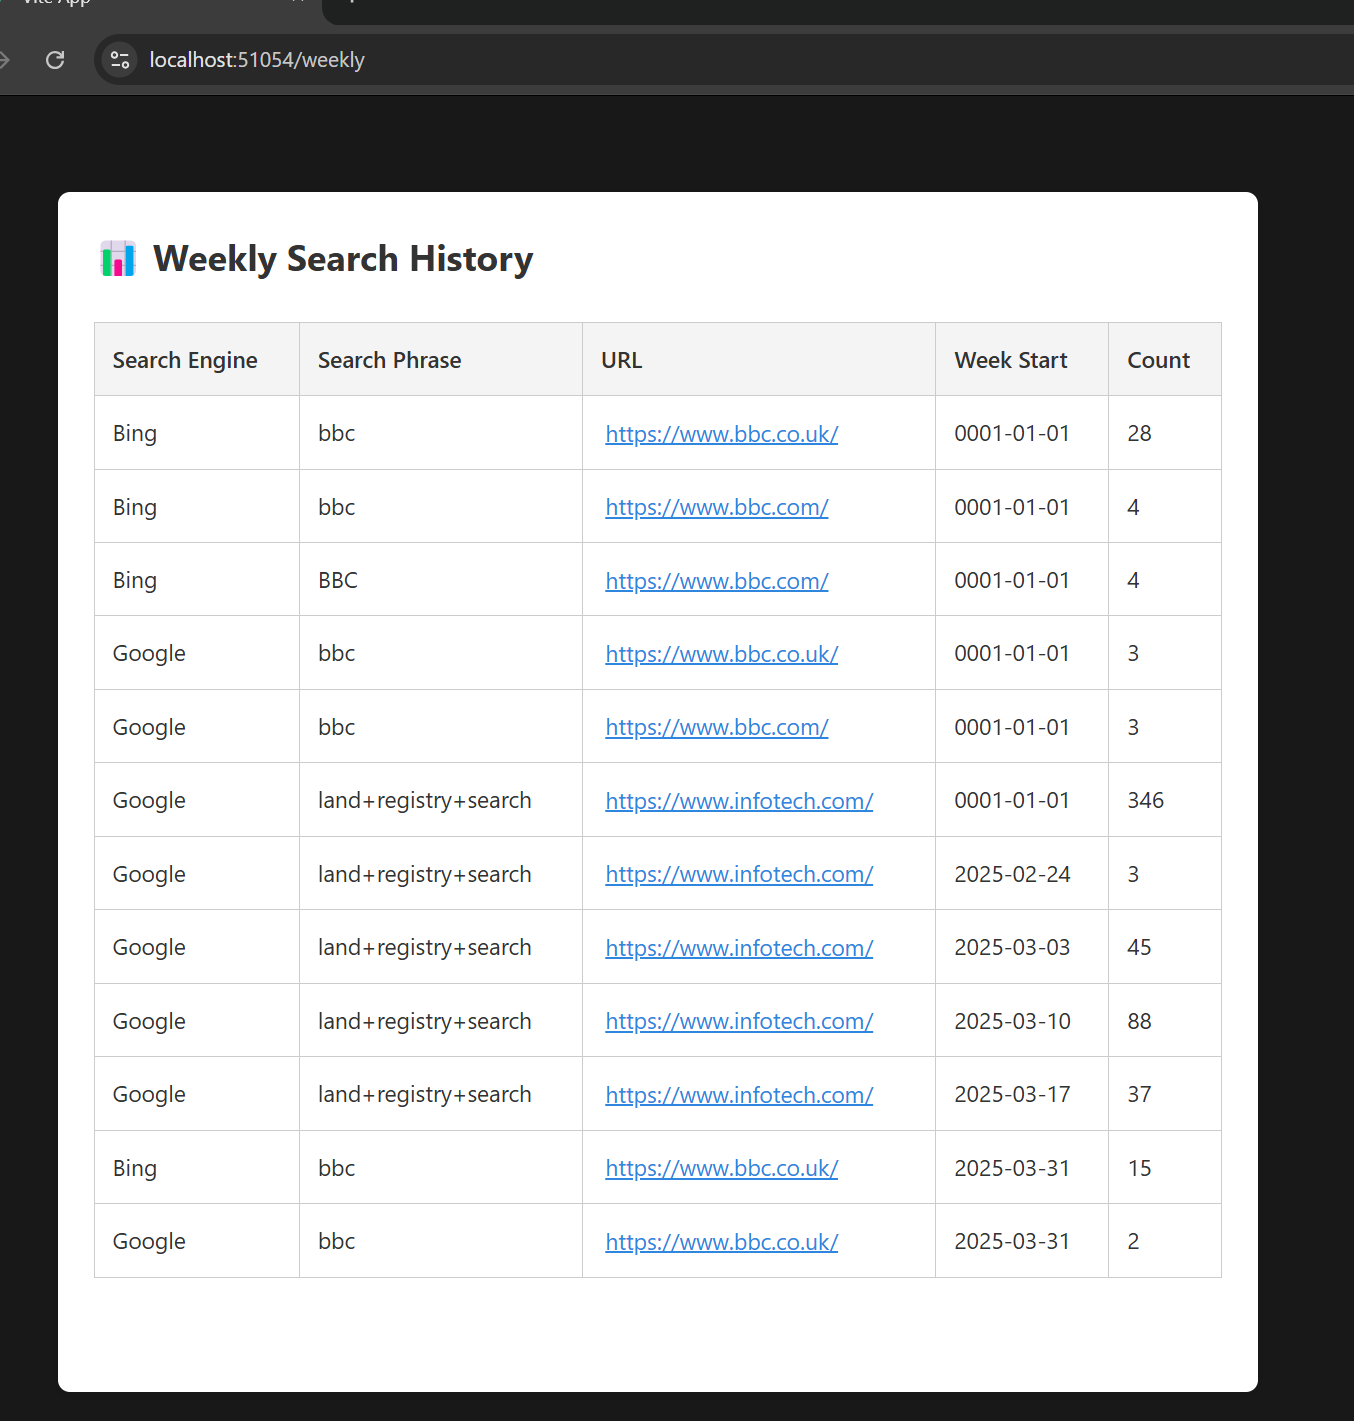 Vite App
localhost:51054/weekly
Weekly Search History
Search Engine Search Phrase URL Week Start Count
Bing bbc https://www.bbc.co.uk/ 0001-01-01 28
Bing bbc https://www.bbc.com/ 0001-01-01 4
Bing BBC https://www.bbc.com/ 0001-01-01 4
Google bbc https://www.bbc.co.uk/ 0001-01-01 3
Google bbc https://www.bbc.com/ 0001-01-01 3
Google land+registry+search https://www.infotech.com/ 0001-01-01 346
Google land+registry+search https://www.infotech.com/ 2025-02-24 3
Google land+registry+search https://www.infotech.com/ 2025-03-03 45
Google land+registry+search https://www.infotech.com/ 2025-03-10 88
Google land+registry+search https://www.infotech.com/ 2025-03-17 37
Bing bbc https://www.bbc.co.uk/ 2025-03-31 15
Google bbc https://www.bbc.co.uk/ 2025-03-31 2